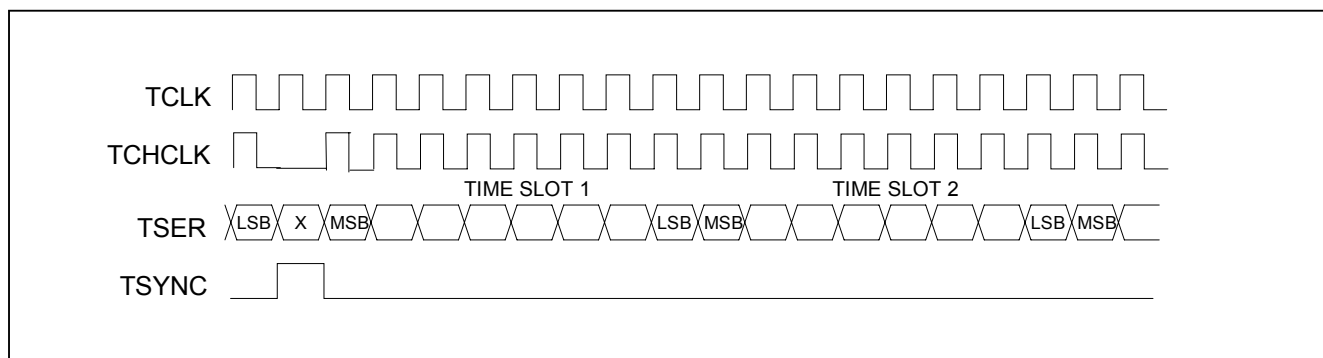 TCLK
TCHCLK
TIME SLOT 1 TIME SLOT 2
TSER LSB X MSB LSB MSB LSB MSB
TSYNC